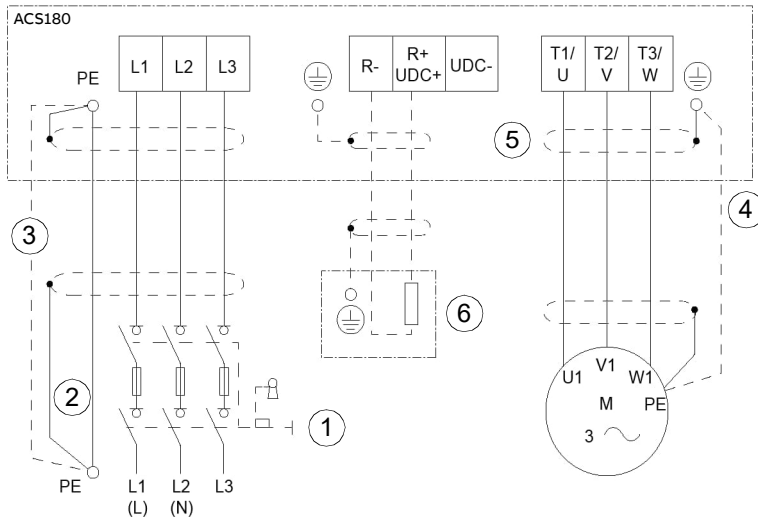 ACS180
PE
L1 L2 L3
R- R+ UDC+ UDC-
T1/ U T2/ V T3/ W
5
4
3
6
U1 V1 W1
M PE
3
2
1
PE
L1 (L) L2 (N) L3